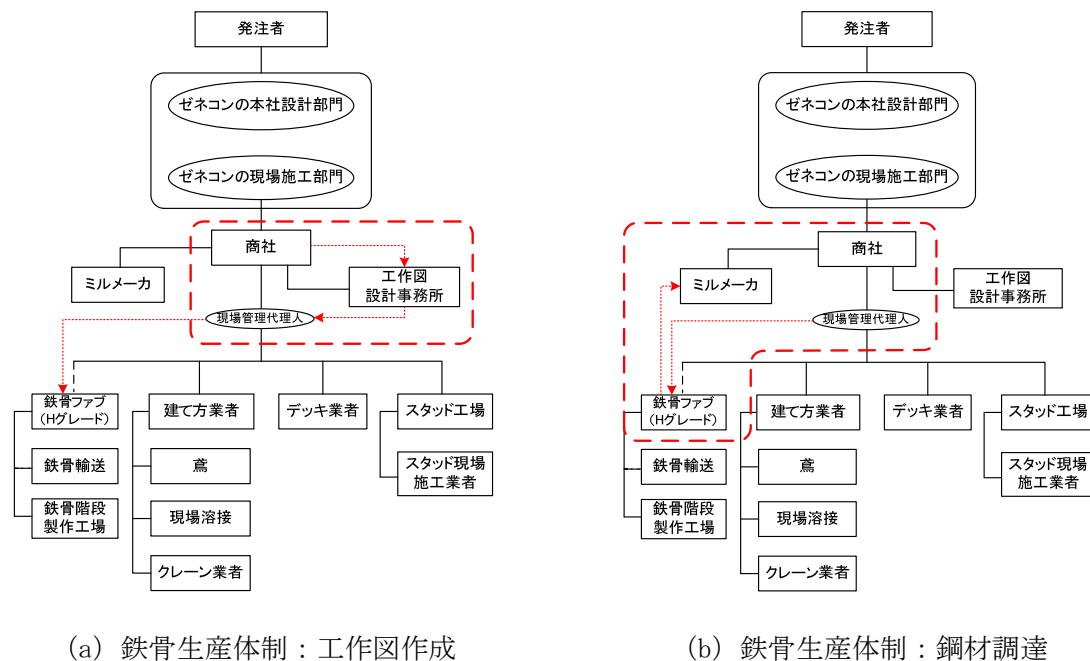 発注者
ゼネコンの本社設計部門
ゼネコンの現場施工部門
商社
ミルメーカ
工作図
設計事務所
現場管理代理人
鉄骨ファブ
(Hグレード)
建て方業者
デッキ業者
スタッド工場
鉄骨輸送
鳶
スタッド現場
施工業者
鉄骨階段
製作工場
現場溶接
クレーン業者
(a) 鉄骨生産体制:工作図作成
発注者
ゼネコンの本社設計部門
ゼネコンの現場施工部門
商社
ミルメーカ
工作図
設計事務所
現場管理代理人
鉄骨ファブ
(Hグレード)
建て方業者
デッキ業者
スタッド工場
鉄骨輸送
鳶
スタッド現場
施工業者
鉄骨階段
製作工場
現場溶接
クレーン業者
(b) 鉄骨生産体制:鋼材調達